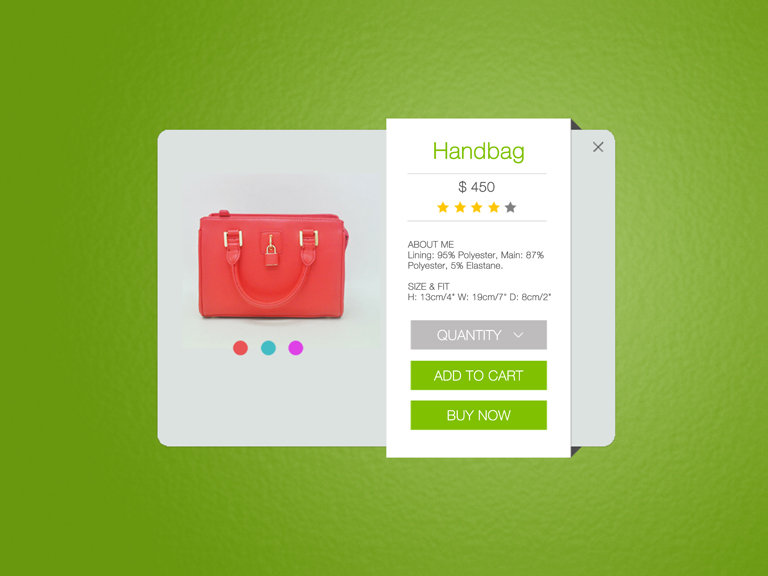 Handbag
$ 450
ABOUT ME
Lining: 95% Polyester, Main: 87%
Polyester, 5% Elastane.
SIZE & FIT
H: 13cm/4" W: 19cm/7" D: 8cm/2"
QUANTITY
ADD TO CART
BUY NOW